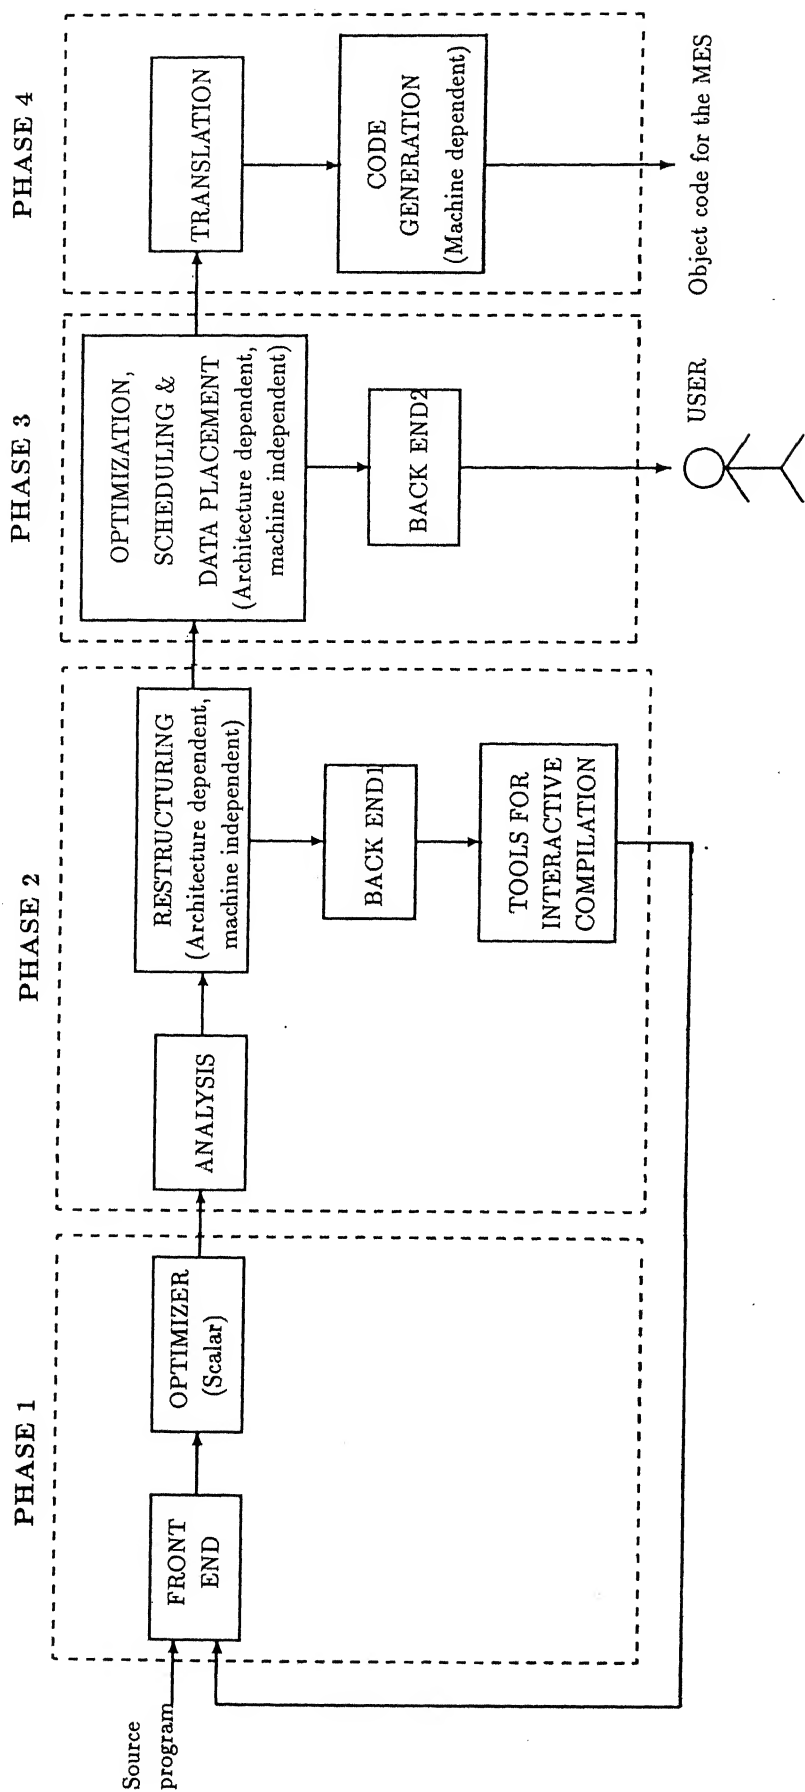 PHASE 1
PHASE 2
PHASE 3
PHASE 4
Source
program
FRONT
END
OPTIMIZER
(Scalar)
ANALYSIS
RESTRUCTURING
(Architecture dependent,
machine independent)
BACK END1
TOOLS FOR
INTERACTIVE
COMPILATION
OPTIMIZATION,
SCHEDULING &
DATA PLACEMENT
(Architecture dependent,
machine independent)
BACK END2
USER
TRANSLATION
CODE
GENERATION
(Machine dependent)
Object code for the MES